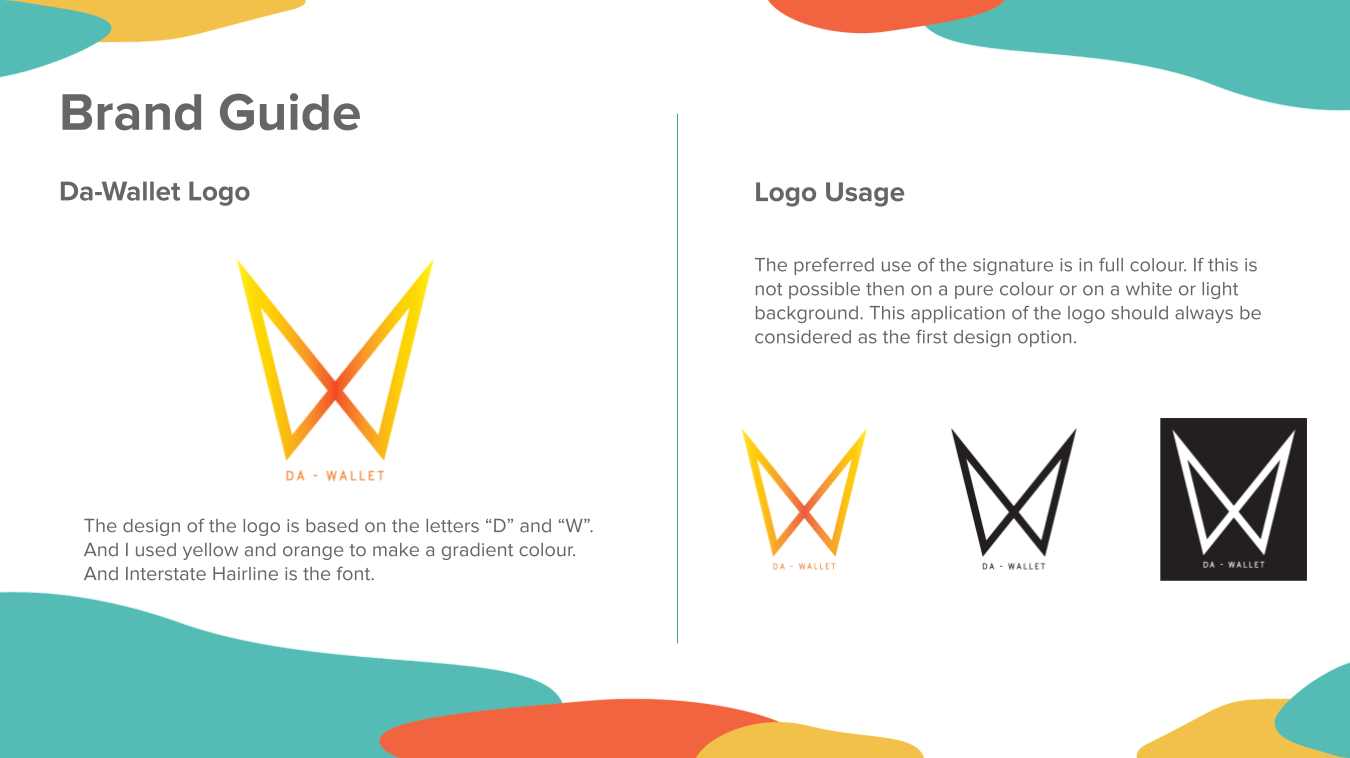 Brand Guide
Da-Wallet Logo
DA - WALLET
The design of the logo is based on the letters “D” and “W”.
And I used yellow and orange to make a gradient colour.
And Interstate Hairline is the font.
Logo Usage
The preferred use of the signature is in full colour. If this is
not possible then on a pure colour or on a white or light
background. This application of the logo should always be
considered as the first design option.
DA - WALLET
DA - WALLET
DA - WALLET